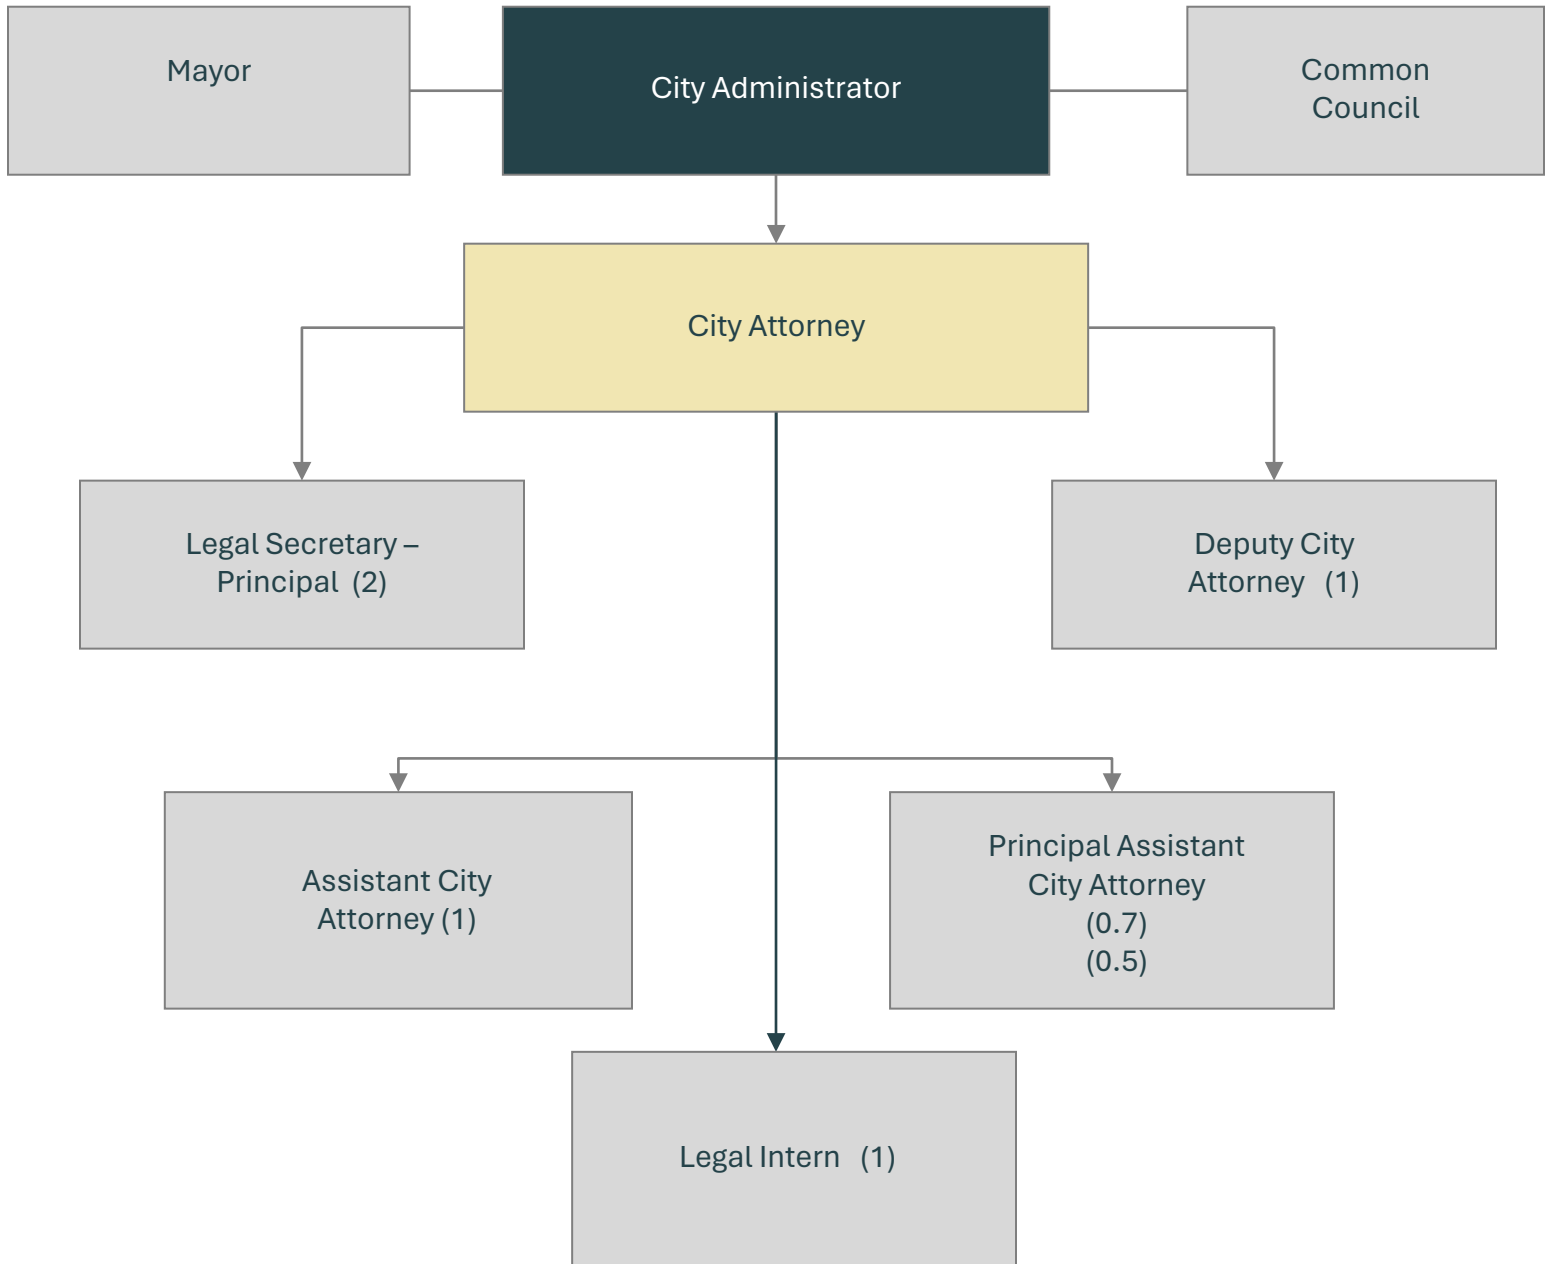 Mayor
City Administrator
Common
Council
City Attorney
Legal Secretary –
Principal  (2)
Deputy City
Attorney   (1)
Assistant City
Attorney (1)
Principal Assistant
City Attorney
(0.7)
(0.5)
Legal Intern   (1)